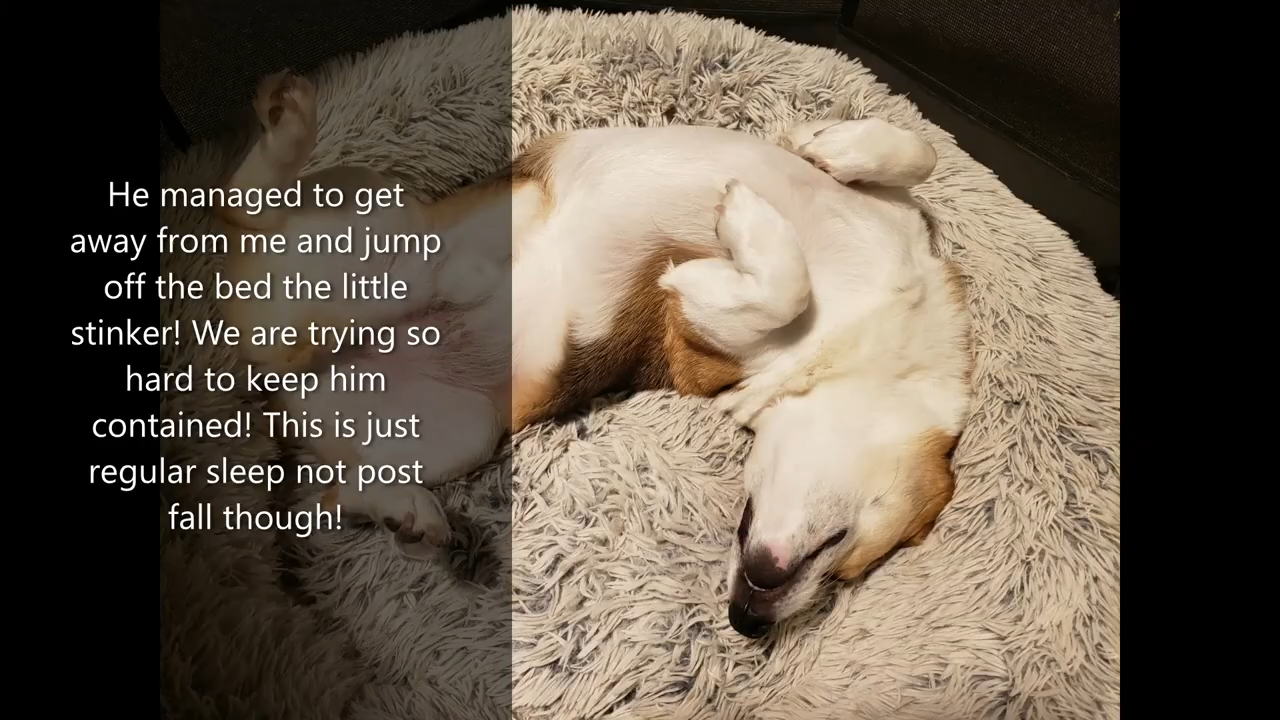 He managed to get
away from me and jump
off the bed the little
stinker! We are trying so
hard to keep him
contained! This is just
regular sleep not post
fall though!